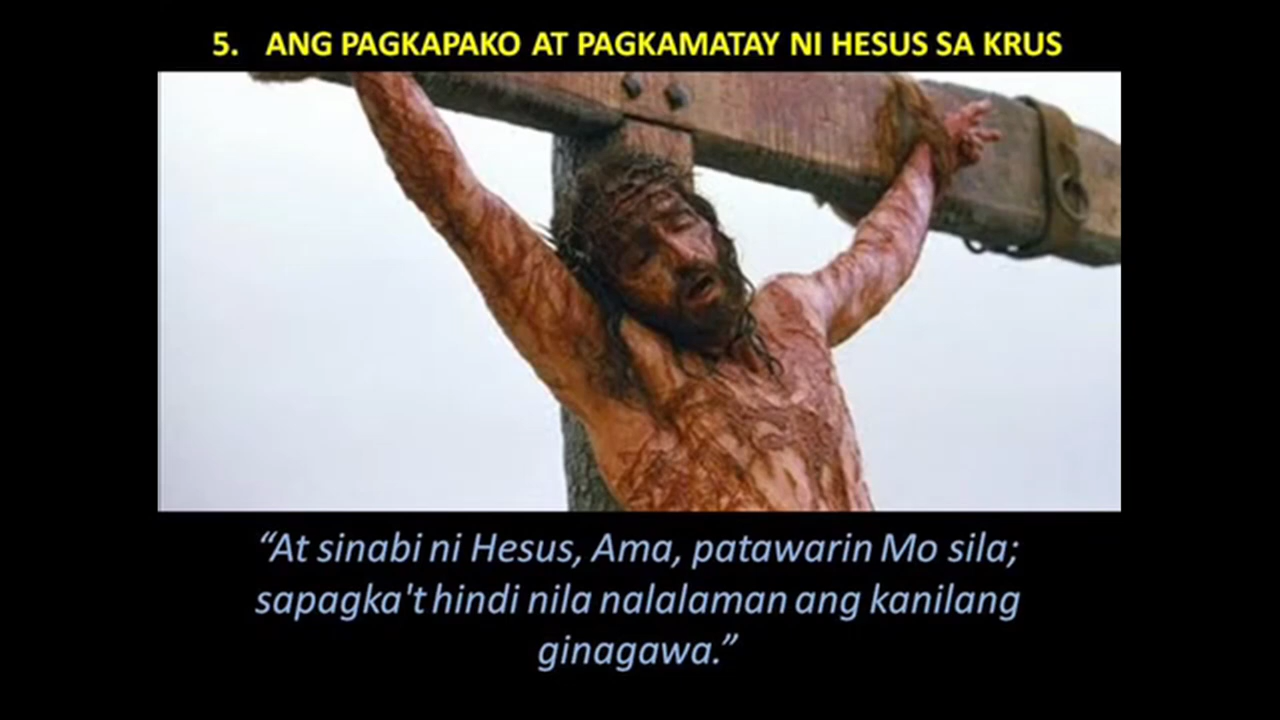 5. ANG PAGKAPAKO AT PAGKAMATAY NI HESUS SA KRUS
“At sinabi ni Hesus, Ama, patawarin Mo sila;
sapagka't hindi nila nalalaman ang kanilang
ginagawa.”